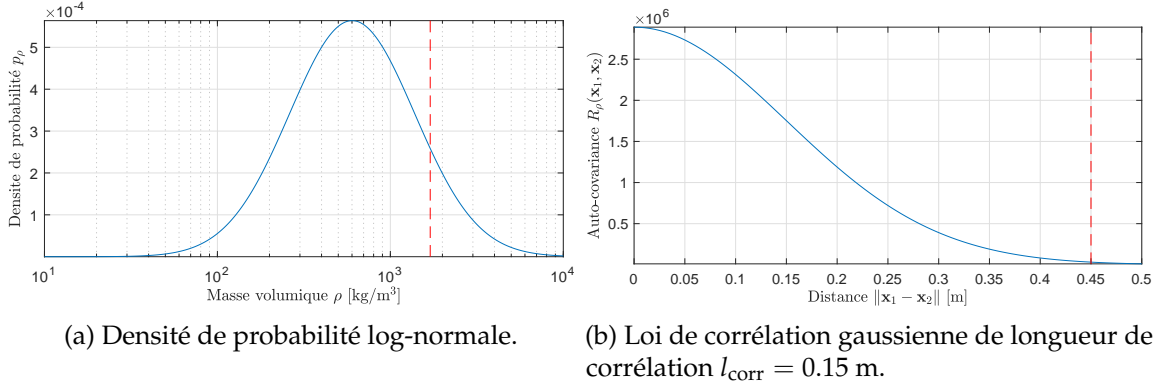 ×10⁻⁴
Densite de probabilité pρ
5
4
3
2
1
10¹ 10² 10³ 10⁴
Masse volumique ρ [kg/m³]
(a) Densité de probabilité log-normale.
×10⁶
Auto-covariance Rρ(x₁, x₂)
2.5
2
1.5
1
0.5
0 0.05 0.1 0.15 0.2 0.25 0.3 0.35 0.4 0.45 0.5
Distance ‖x₁ − x₂‖ [m]
(b) Loi de corrélation gaussienne de longueur de
corrélation l_corr = 0.15 m.